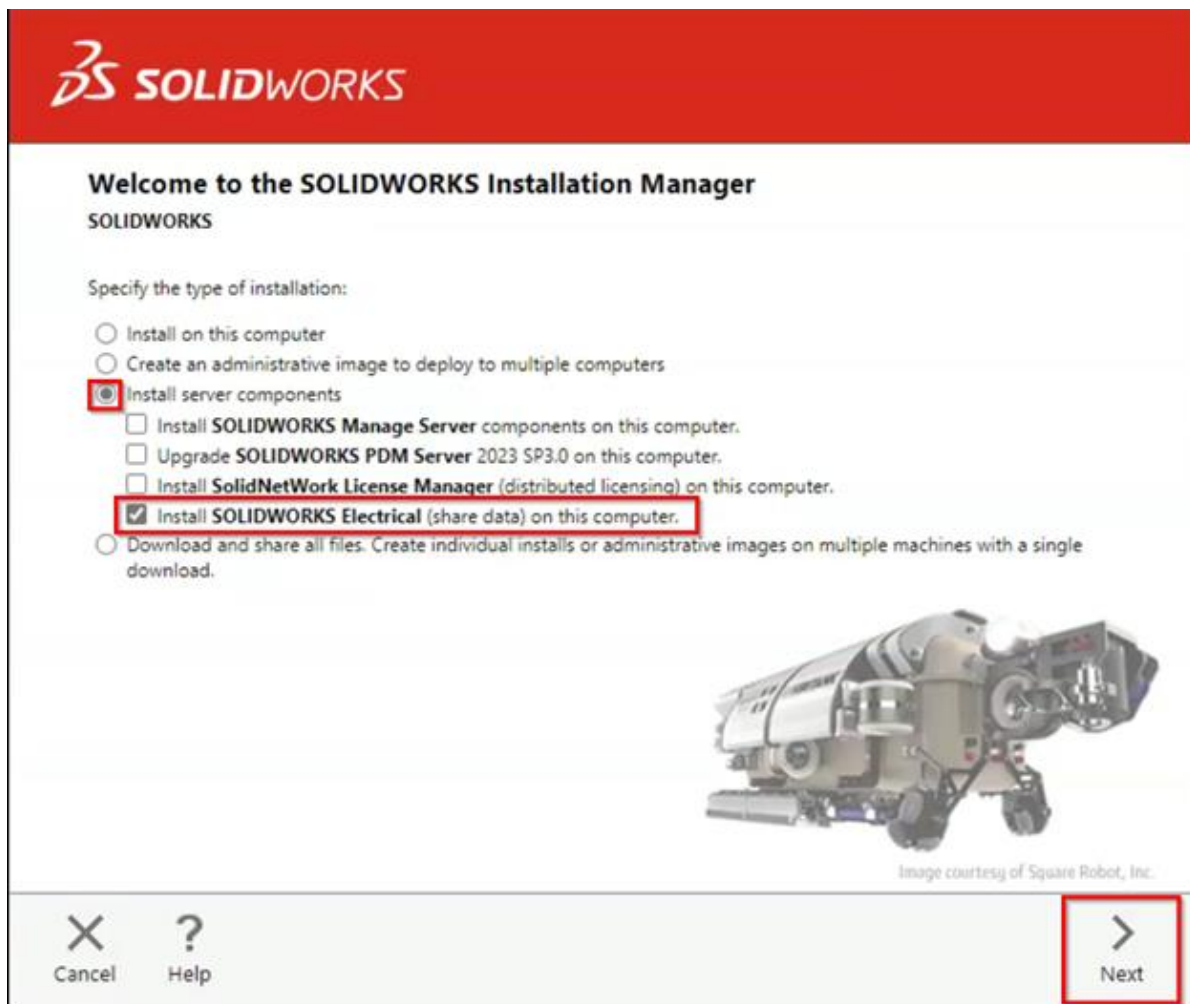 3S SOLIDWORKS
Welcome to the SOLIDWORKS Installation Manager
SOLIDWORKS
Specify the type of installation:
Install on this computer
Create an administrative image to deploy to multiple computers
Install server components
Install SOLIDWORKS Manage Server components on this computer.
Upgrade SOLIDWORKS PDM Server 2023 SP3.0 on this computer.
Install SolidNetWork License Manager (distributed licensing) on this computer.
Install SOLIDWORKS Electrical (share data) on this computer.
Download and share all files. Create individual installs or administrative images on multiple machines with a single
download.
Image courtesy of Square Robot, Inc.
Cancel
Help
Next